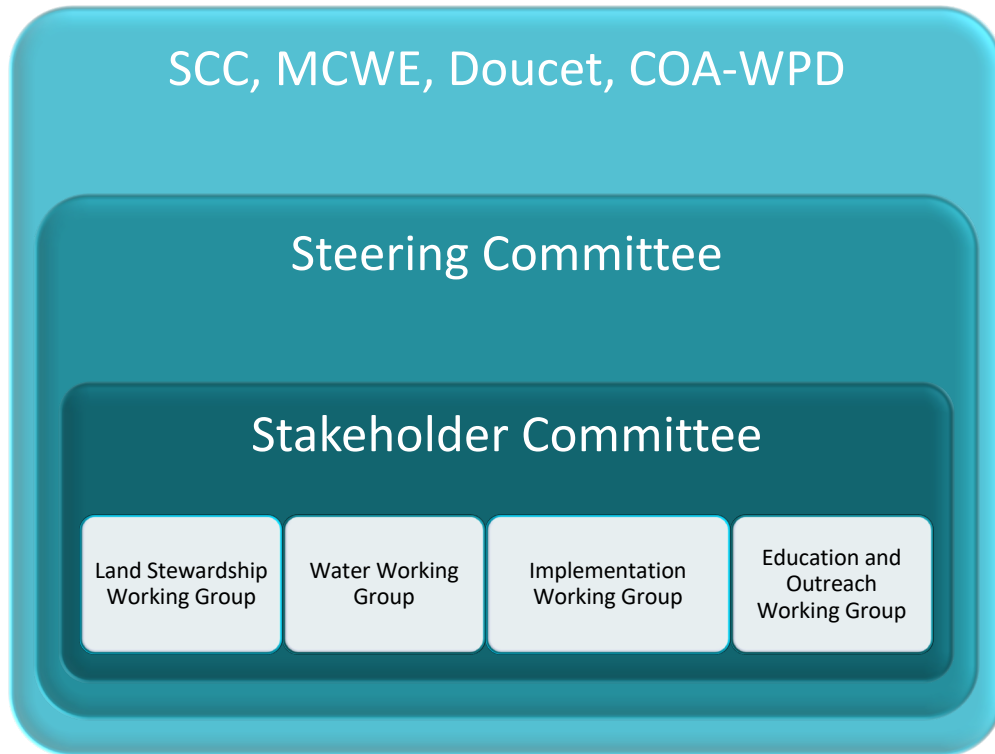 SCC, MCWE, Doucet, COA-WPD
Steering Committee
Stakeholder Committee
Land Stewardship
Working Group
Water Working
Group
Implementation
Working Group
Education and
Outreach
Working Group